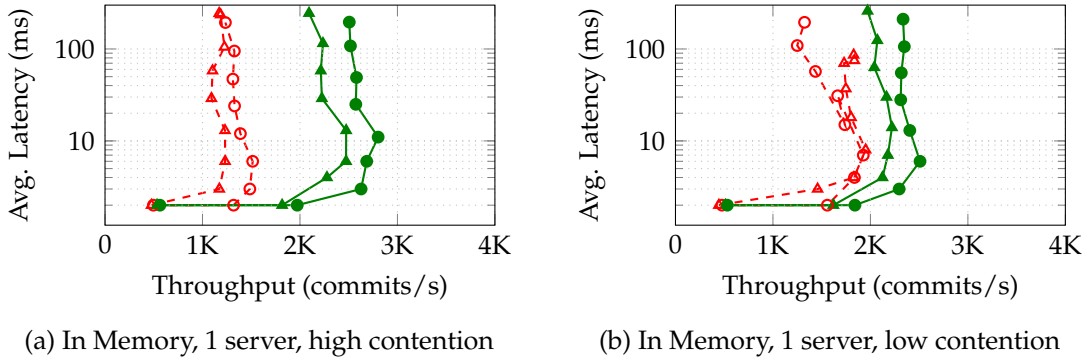 100
10
Avg. Latency (ms)
0 1K 2K 3K 4K
Throughput (commits/s)
(a) In Memory, 1 server, high contention
100
10
Avg. Latency (ms)
0 1K 2K 3K 4K
Throughput (commits/s)
(b) In Memory, 1 server, low contention